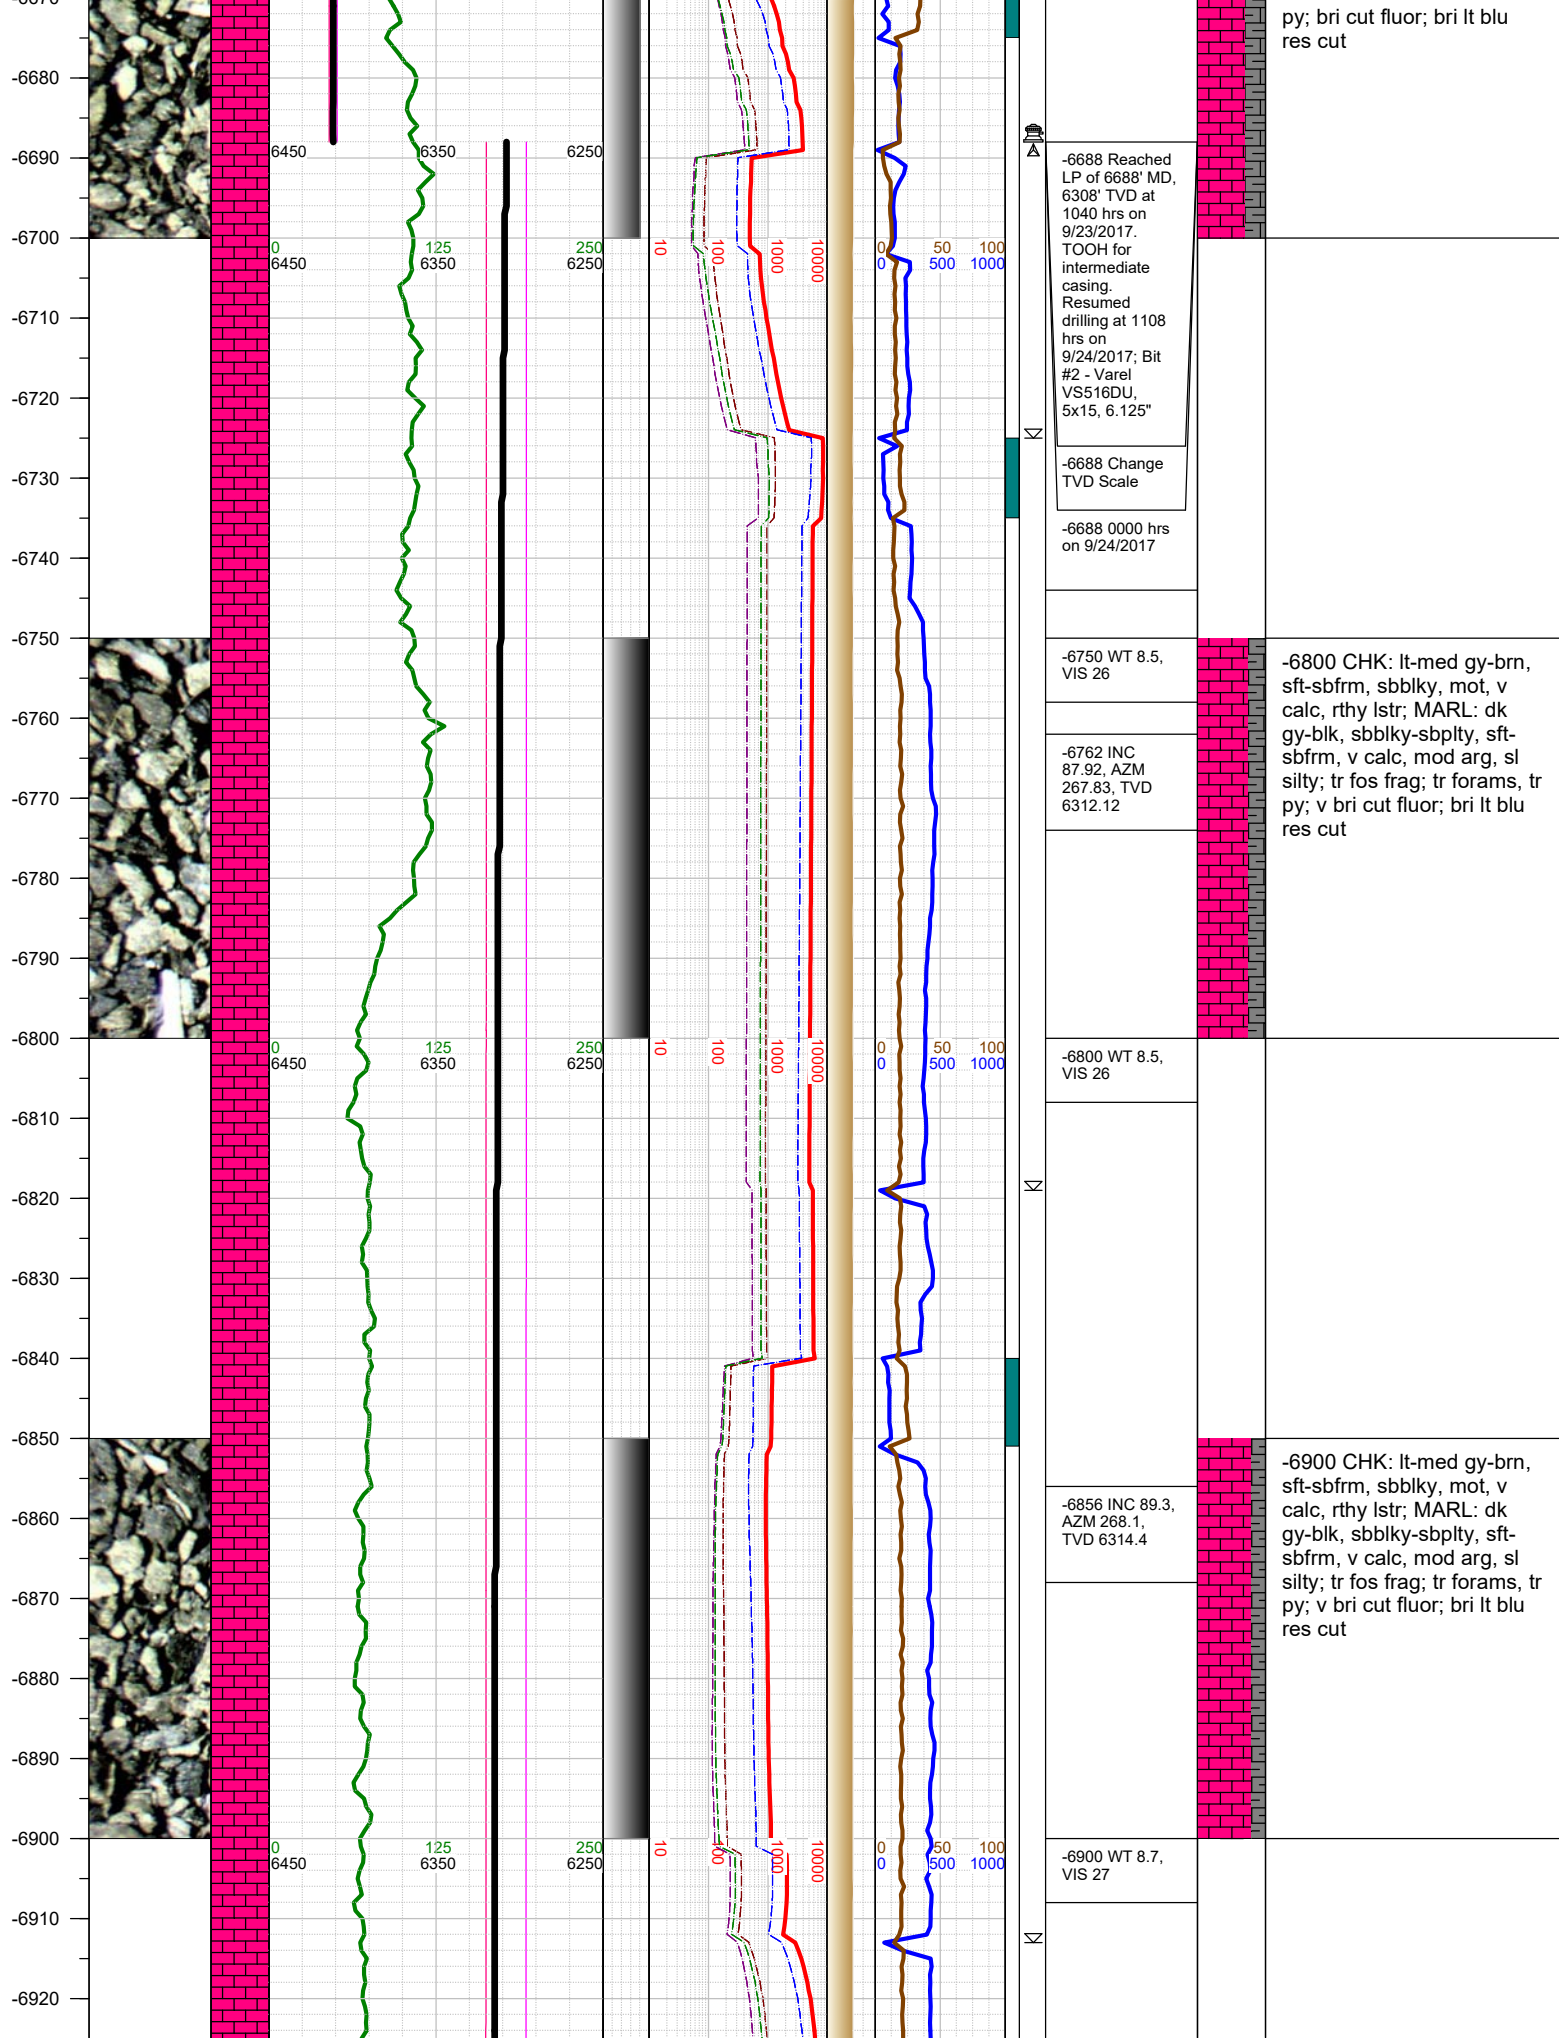 -6670
py; bri cut fluor; bri lt blu
res cut
-6680
6450 6350 6250
-6690
-6688 Reached
LP of 6688' MD,
6308' TVD at
1040 hrs on
9/23/2017.
TOOH for
intermediate
casing.
Resumed
drilling at 1108
hrs on
9/24/2017; Bit
#2 - Varel
VS516DU,
5x15, 6.125"
-6700
0 125 250
6450 6350 6250
10 100 1000 10000
0 50 100
0 500 1000
-6710
-6720
-6730
-6688 Change
TVD Scale
-6688 0000 hrs
on 9/24/2017
-6740
-6750
-6750 WT 8.5,
VIS 26
-6800 CHK: lt-med gy-brn,
sft-sbfrm, sbblky, mot, v
calc, rthy lstr; MARL: dk
gy-blk, sbblky-sbplty, sft-
sbfrm, v calc, mod arg, sl
silty; tr fos frag; tr forams, tr
py; v bri cut fluor; bri lt blu
res cut
-6760
-6762 INC
87.92, AZM
267.83, TVD
6312.12
-6770
-6780
-6790
-6800
0 125 250
6450 6350 6250
10 100 1000 10000
0 50 100
0 500 1000
-6800 WT 8.5,
VIS 26
-6810
-6820
-6830
-6840
-6850
-6900 CHK: lt-med gy-brn,
sft-sbfrm, sbblky, mot, v
calc, rthy lstr; MARL: dk
gy-blk, sbblky-sbplty, sft-
sbfrm, v calc, mod arg, sl
silty; tr fos frag; tr forams, tr
py; v bri cut fluor; bri lt blu
res cut
-6856 INC 89.3,
AZM 268.1,
TVD 6314.4
-6860
-6870
-6880
-6890
-6900
0 125 250
6450 6350 6250
10 100 1000 10000
0 50 100
0 500 1000
-6900 WT 8.7,
VIS 27
-6910
-6920